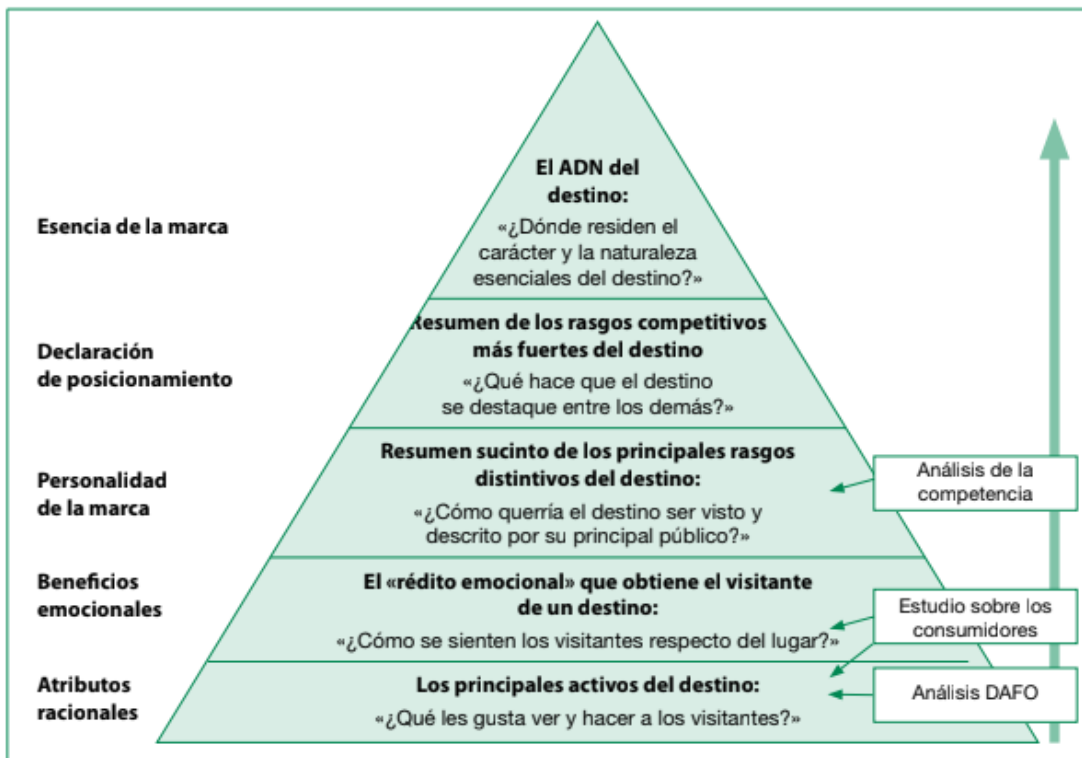 Esencia de la marca
El ADN del
destino:
«¿Dónde residen el
carácter y la naturaleza
esenciales del destino?»
Declaración
de posicionamiento
Resumen de los rasgos competitivos
más fuertes del destino
«¿Qué hace que el destino
se destaque entre los demás?»
Personalidad
de la marca
Resumen sucinto de los principales rasgos
distintivos del destino:
«¿Cómo querría el destino ser visto y
descrito por su principal público?»
Análisis de la
competencia
Beneficios
emocionales
El «rédito emocional» que obtiene el visitante
de un destino:
«¿Cómo se sienten los visitantes respecto del lugar?»
Estudio sobre los
consumidores
Atributos
racionales
Los principales activos del destino:
«¿Qué les gusta ver y hacer a los visitantes?»
Análisis DAFO